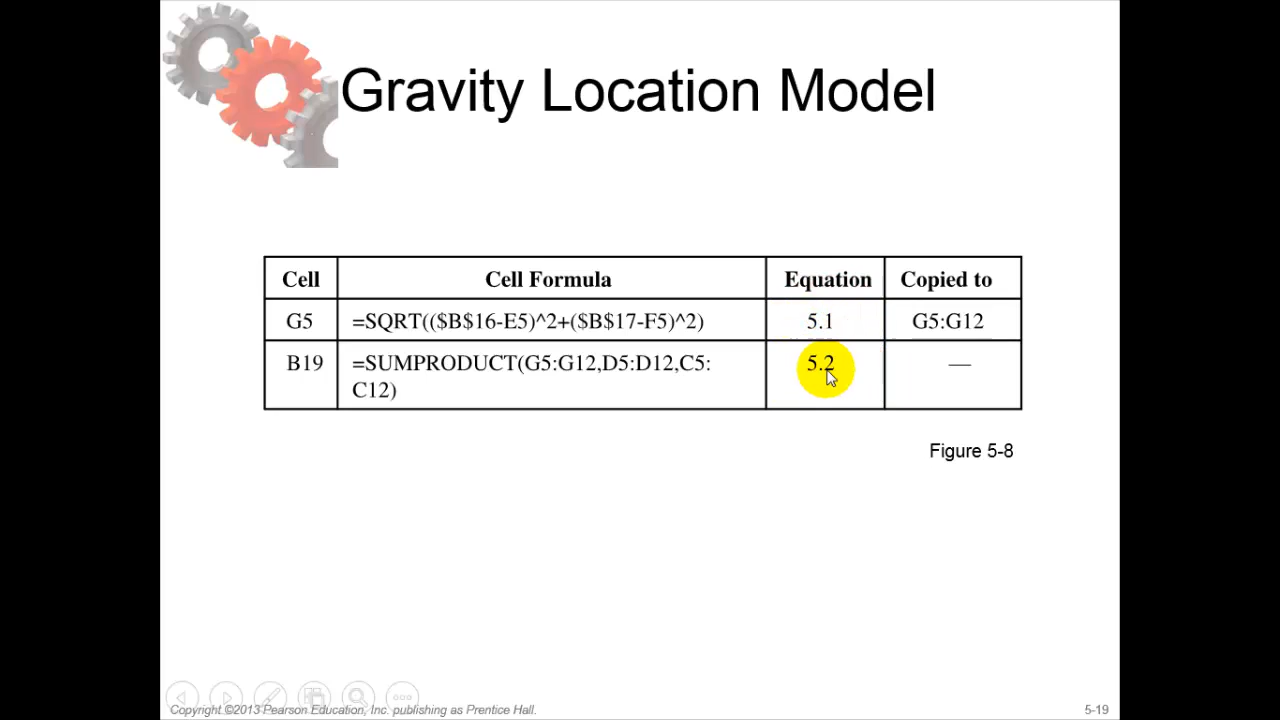 Gravity Location Model
Cell Cell Formula Equation Copied to
G5 =SQRT(($B$16-E5)^2+($B$17-F5)^2) 5.1 G5:G12
B19 =SUMPRODUCT(G5:G12,D5:D12,C5: 5.2 —
C12)
Figure 5-8
Copyright ©2013 Pearson Education, Inc. publishing as Prentice Hall.
5-19